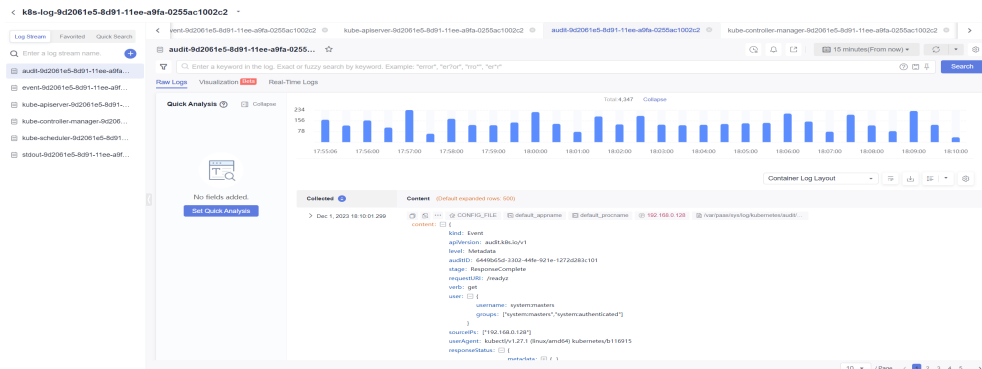 k8s-log-9d2061e5-8d91-11ee-a9fa-0255ac1002c2
Log Stream Favorited Quick Search
Enter a log stream name.
audit-9d2061e5-8d91-11ee-a9fa...
event-9d2061e5-8d91-11ee-a9f...
kube-apiserver-9d2061e5-8d91-...
kube-controller-manager-9d206...
kube-scheduler-9d2061e5-8d91...
stdout-9d2061e5-8d91-11ee-a9f...
vent-9d2061e5-8d91-11ee-a9fa-0255ac1002c2 kube-apiserver-9d2061e5-8d91-11ee-a9fa-0255ac1002c2 audit-9d2061e5-8d91-11ee-a9fa-0255ac1002c2 kube-controller-manager-9d2061e5-8d91-11ee-a9fa-0255ac1002c2
audit-9d2061e5-8d91-11ee-a9fa-0255... 15 minutes(From now)
Enter a keyword in the log. Exact or fuzzy search by keyword. Example: "error", "er?or", "rro*", "er*r" Search
Raw Logs Visualization Beta Real-Time Logs
Quick Analysis Collapse
No fields added.
Set Quick Analysis
Total:4,347 Collapse
234
156
78
17:55:06 17:56:00 17:57:00 17:58:00 17:59:00 18:00:00 18:01:00 18:02:00 18:03:00 18:04:00 18:05:00 18:06:00 18:07:00 18:08:00 18:09:00 18:10:00
Container Log Layout
Collected Content (Default expanded rows: 500)
Dec 1, 2023 18:10:01.299 CONFIG_FILE default_appname default_procname 192.168.0.128 /var/paas/sys/log/kubernetes/audit/...
content: {
kind: Event
apiVersion: audit.k8s.io/v1
level: Metadata
auditID: 6449b65d-3302-44fe-921e-1272d283c101
stage: ResponseComplete
requestURI: /readyz
verb: get
user: {
username: system:masters
groups: ["system:masters","system:authenticated"]
}
sourceIPs: ["192.168.0.128"]
userAgent: kubectl/v1.27.1 (linux/amd64) kubernetes/b116915
responseStatus: {
metadata: { }
10 /Page 1 2 3 4 5